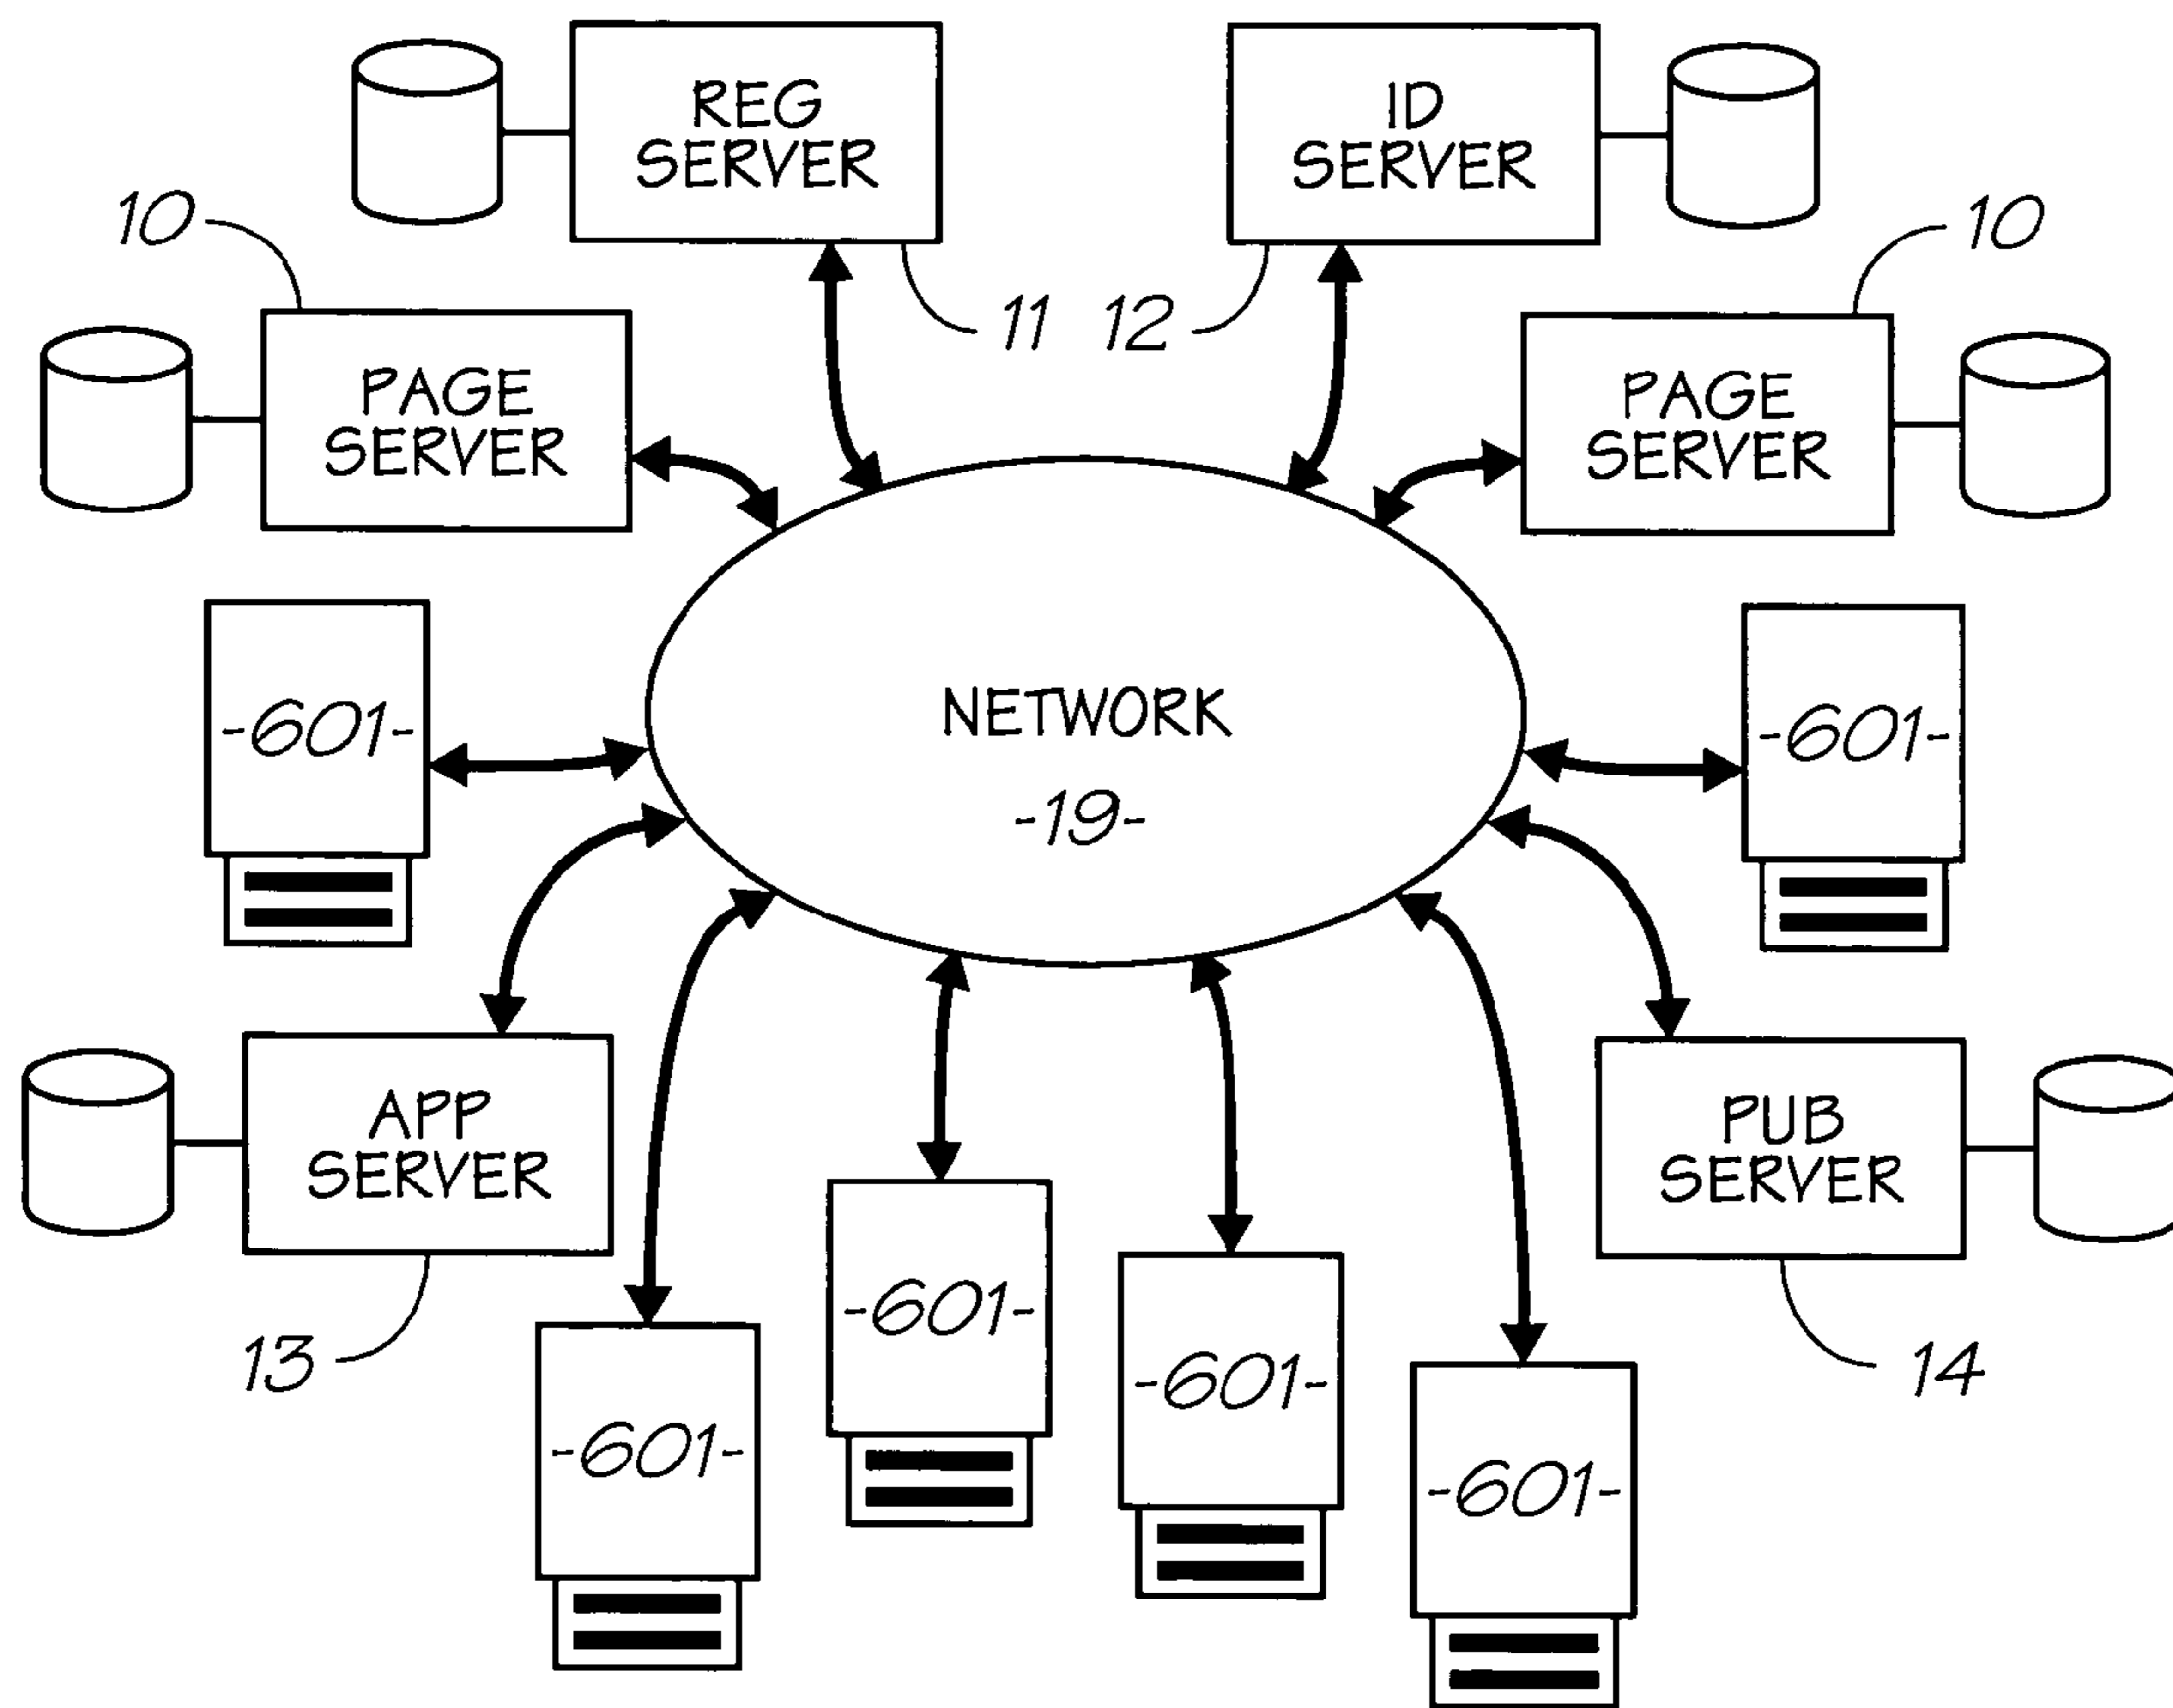 REG
SERVER
ID
SERVER
10
10
11
12
PAGE
SERVER
PAGE
SERVER
-601-
NETWORK
-19-
-601-
APP
SERVER
PUB
SERVER
-601-
-601-
13
14
-601-
-601-